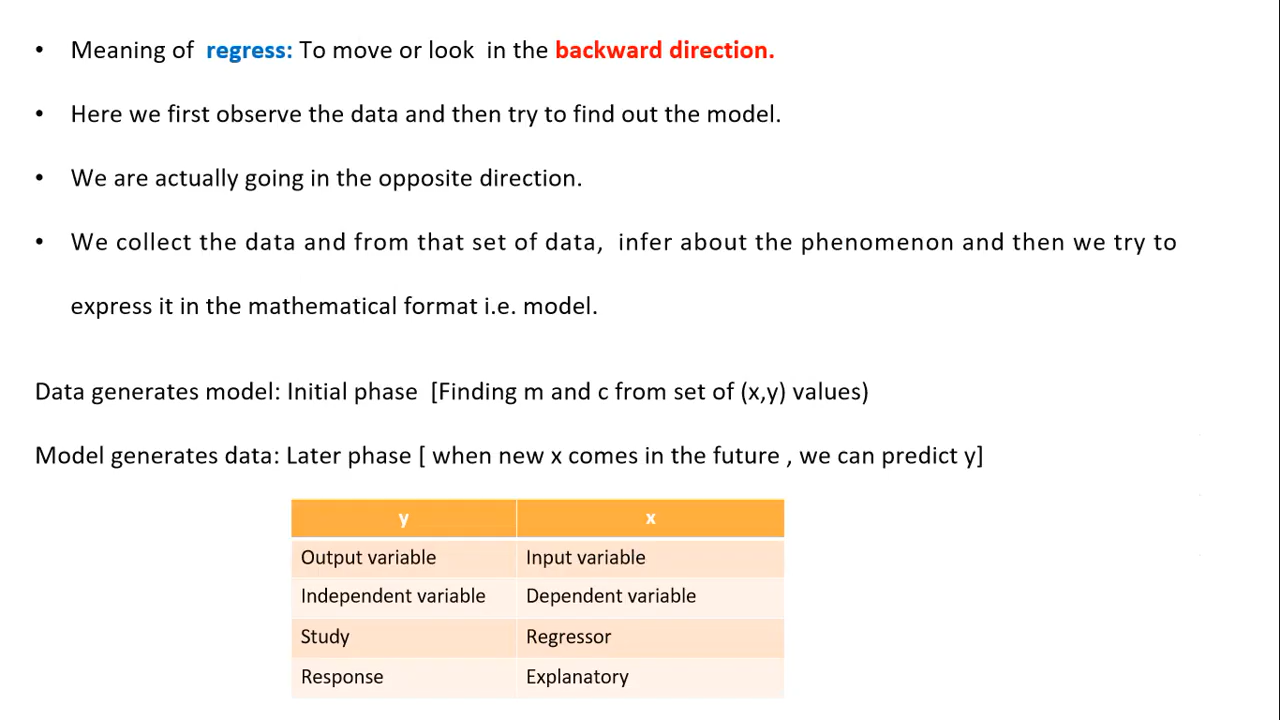 • Meaning of regress: To move or look in the backward direction.
• Here we first observe the data and then try to find out the model.
• We are actually going in the opposite direction.
• We collect the data and from that set of data, infer about the phenomenon and then we try to
express it in the mathematical format i.e. model.
Data generates model: Initial phase [Finding m and c from set of (x,y) values)
Model generates data: Later phase [ when new x comes in the future , we can predict y]
y x
Output variable Input variable
Independent variable Dependent variable
Study Regressor
Response Explanatory